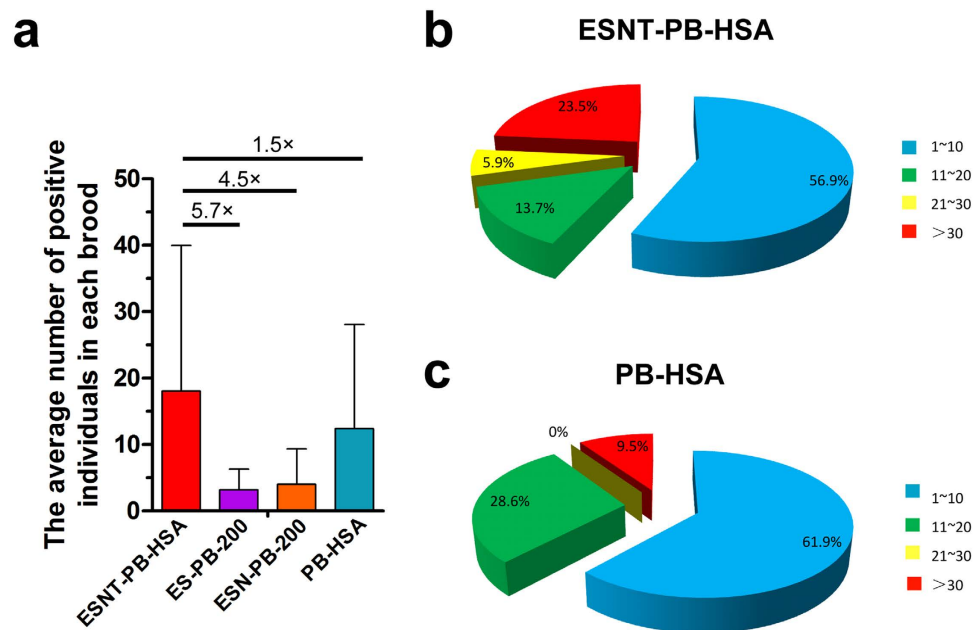 a
The average number of positive
individuals in each brood
50
40
30
20
10
0
1.5×
4.5×
5.7×
ESNT-PB-HSA
ES-PB-200
ESN-PB-200
PB-HSA
b
ESNT-PB-HSA
23.5%
5.9%
13.7%
56.9%
1~10
11~20
21~30
＞30
c
PB-HSA
0%
9.5%
28.6%
61.9%
1~10
11~20
21~30
＞30